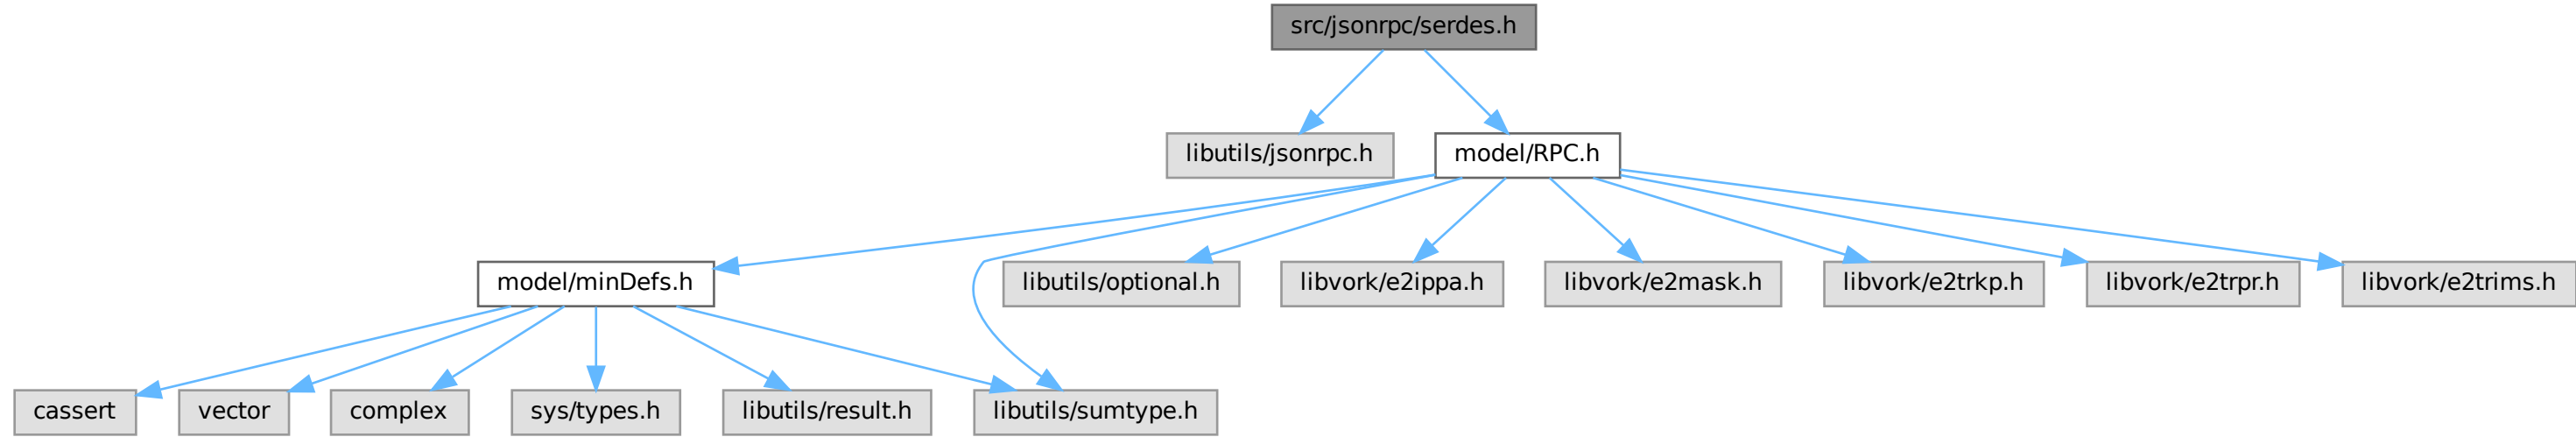 src/jsonrpc/serdes.h
libutils/jsonrpc.h
model/RPC.h
model/minDefs.h
libutils/optional.h
libvork/e2ippa.h
libvork/e2mask.h
libvork/e2trkp.h
libvork/e2trpr.h
libvork/e2trims.h
cassert
vector
complex
sys/types.h
libutils/result.h
libutils/sumtype.h